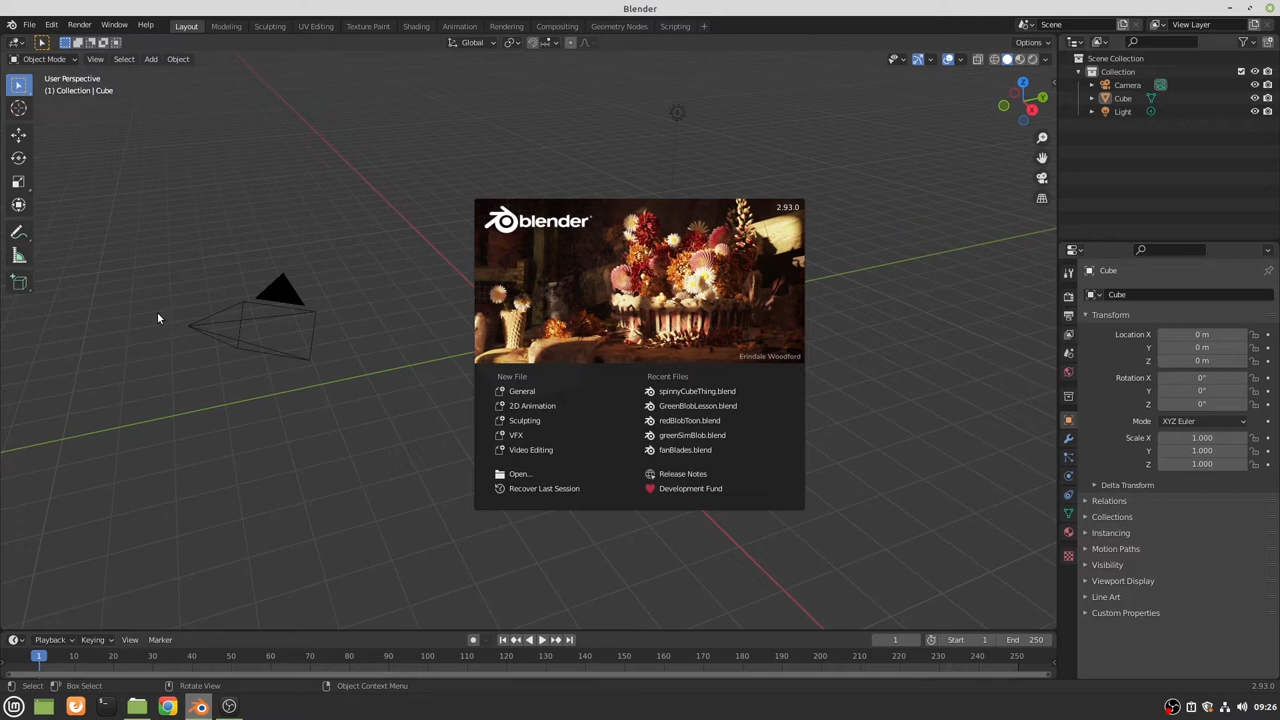 Blender
File Edit Render Window Help Layout Modeling Sculpting UV Editing Texture Paint Shading Animation Rendering Compositing Geometry Nodes Scripting + Scene View Layer
Global Options
Object Mode View Select Add Object
User Perspective
(1) Collection | Cube
Z
Y
X
Scene Collection
Collection
Camera
Cube
Light
blender
2.93.0
Erindale Woodford
New File
General
2D Animation
Sculpting
VFX
Video Editing
Open...
Recover Last Session
Recent Files
spinnyCubeThing.blend
GreenBlobLesson.blend
redBlobToon.blend
greenSimBlob.blend
fanBlades.blend
Release Notes
Development Fund
Cube
Cube
Transform
Location X 0 m
Y 0 m
Z 0 m
Rotation X 0°
Y 0°
Z 0°
Mode XYZ Euler
Scale X 1.000
Y 1.000
Z 1.000
Delta Transform
Relations
Collections
Instancing
Motion Paths
Visibility
Viewport Display
Line Art
Custom Properties
Playback Keying View Marker 1 Start 1 End 250
1 10 20 30 40 50 60 70 80 90 100 110 120 130 140 150 160 170 180 190 200 210 220 230 240 250
Select Box Select Rotate View Object Context Menu 2.93.0
09:26